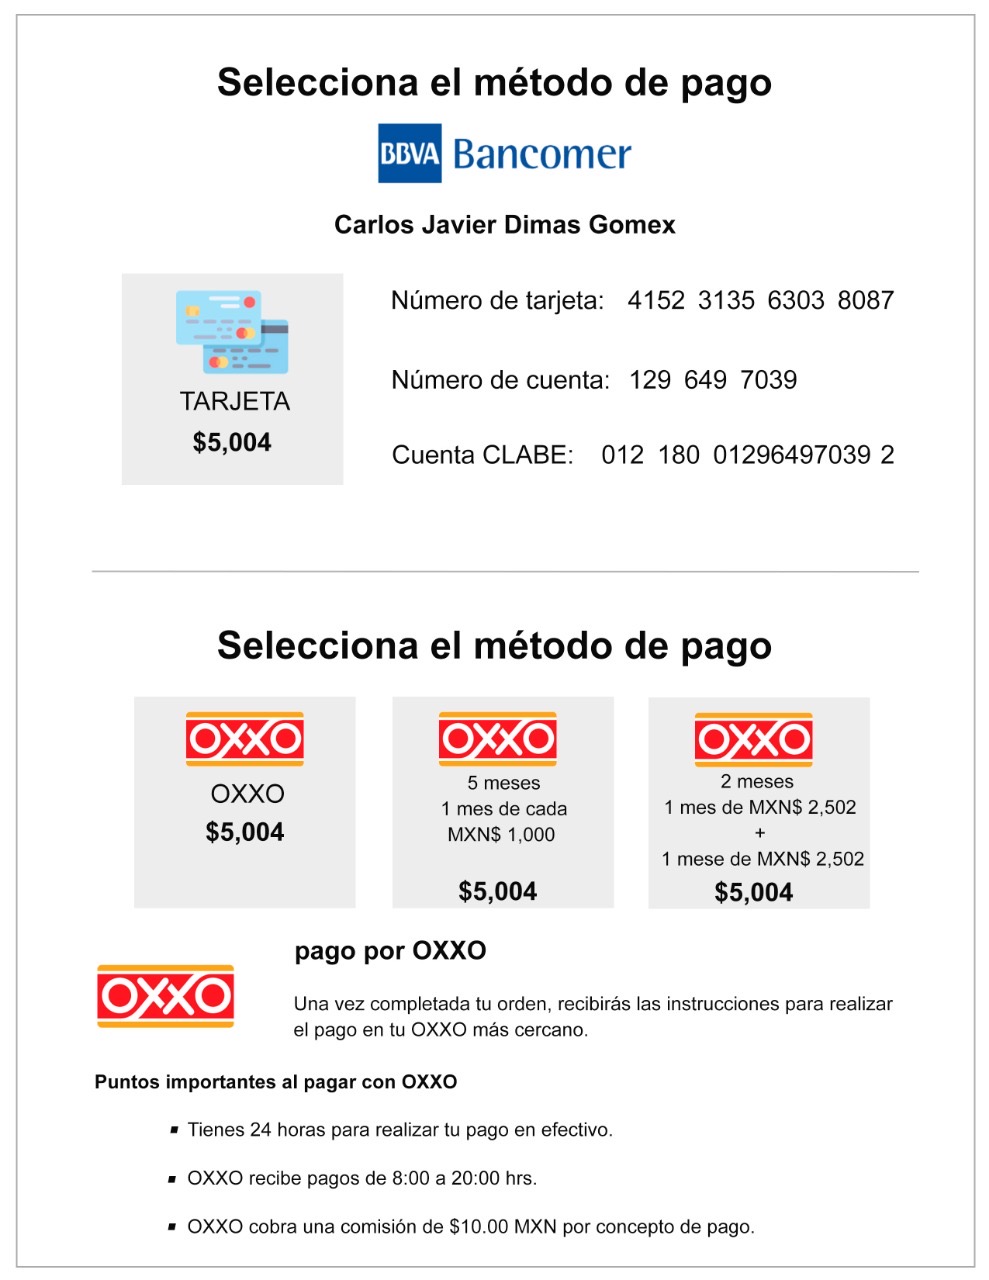 Selecciona el método de pago
BBVA Bancomer
Carlos Javier Dimas Gomex
Número de tarjeta: 4152 3135 6303 8087
Número de cuenta: 129 649 7039
TARJETA
$5,004
Cuenta CLABE: 012 180 01296497039 2
Selecciona el método de pago
OXXO
OXXO
$5,004
OXXO
5 meses
1 mes de cada
MXN$ 1,000
$5,004
OXXO
2 meses
1 mes de MXN$ 2,502
+
1 mese de MXN$ 2,502
$5,004
pago por OXXO
OXXO
Una vez completada tu orden, recibirás las instrucciones para realizar
el pago en tu OXXO más cercano.
Puntos importantes al pagar con OXXO
▪ Tienes 24 horas para realizar tu pago en efectivo.
▪ OXXO recibe pagos de 8:00 a 20:00 hrs.
▪ OXXO cobra una comisión de $10.00 MXN por concepto de pago.